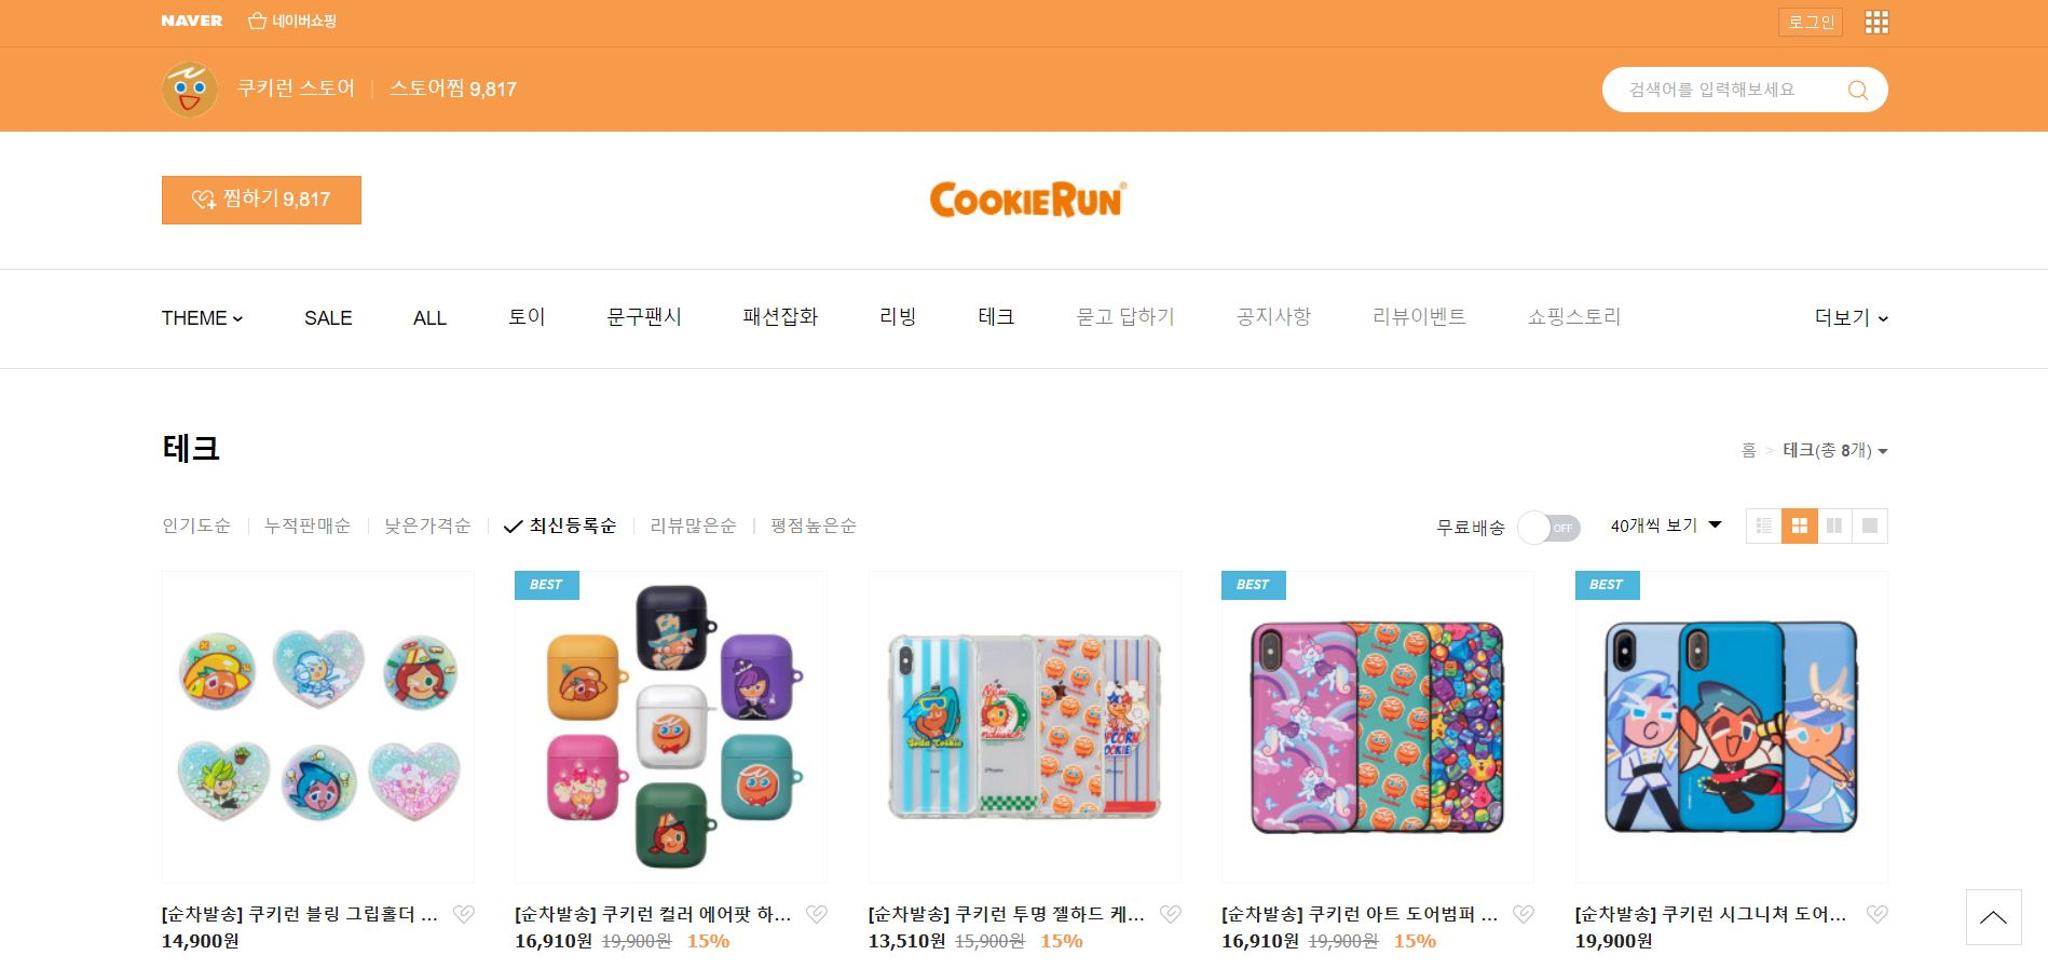 NAVER 네이버쇼핑 로그인
쿠키런 스토어 스토어찜 9,817 검색어를 입력해보세요
찜하기 9,817 COOKIERUN
THEME SALE ALL 토이 문구팬시 패션잡화 리빙 테크 묻고 답하기 공지사항 리뷰이벤트 쇼핑스토리 더보기
테크 홈 > 테크(총 8개)
인기도순 누적판매순 낮은가격순 최신등록순 리뷰많은순 평점높은순 무료배송 OFF 40개씩 보기
BEST BEST BEST
[순차발송] 쿠키런 블링 그립홀더 ... [순차발송] 쿠키런 컬러 에어팟 하... [순차발송] 쿠키런 투명 젤하드 케... [순차발송] 쿠키런 아트 도어범퍼 ... [순차발송] 쿠키런 시그니쳐 도어...
14,900원 16,910원 19,900원 15% 13,510원 15,900원 15% 16,910원 19,900원 15% 19,900원